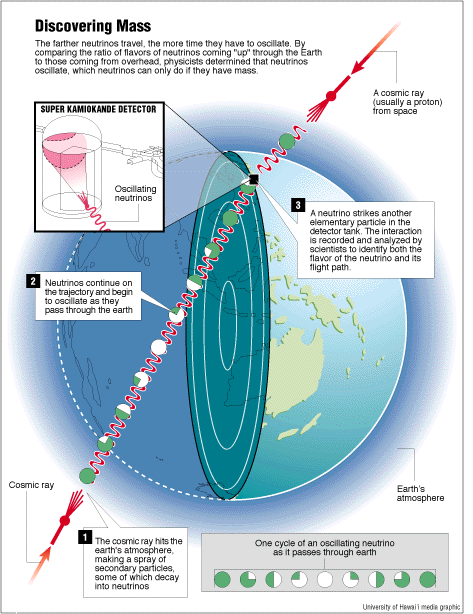 Discovering Mass
The farther neutrinos travel, the more time they have to oscillate. By
comparing the ratio of flavors of neutrinos coming "up" through the Earth
to those coming from overhead, physicists determined that neutrinos
oscillate, which neutrinos can only do if they have mass.
A cosmic ray
(usually a proton)
from space
SUPER KAMIOKANDE DETECTOR
Oscillating
neutrinos
3
A neutrino strikes another
elementary particle in the
detector tank. The interaction
is recorded and analyzed by
scientists to identify both the
flavor of the neutrino and its
flight path.
2
Neutrinos continue on
the trajectory and begin
to oscillate as they
pass through the earth
Cosmic ray
Earth's
atmosphere
1
The cosmic ray hits the
earth's atmosphere,
making a spray of
secondary particles,
some of which decay
into neutrinos
One cycle of an oscillating neutrino
as it passes through earth
University of Hawai'i media graphic